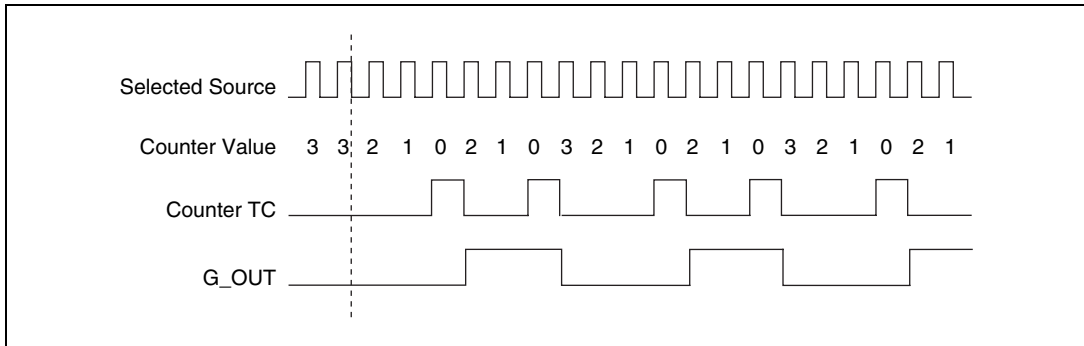 Selected Source
Counter Value 3 3 2 1 0 2 1 0 3 2 1 0 2 1 0 3 2 1 0 2 1
Counter TC
G_OUT